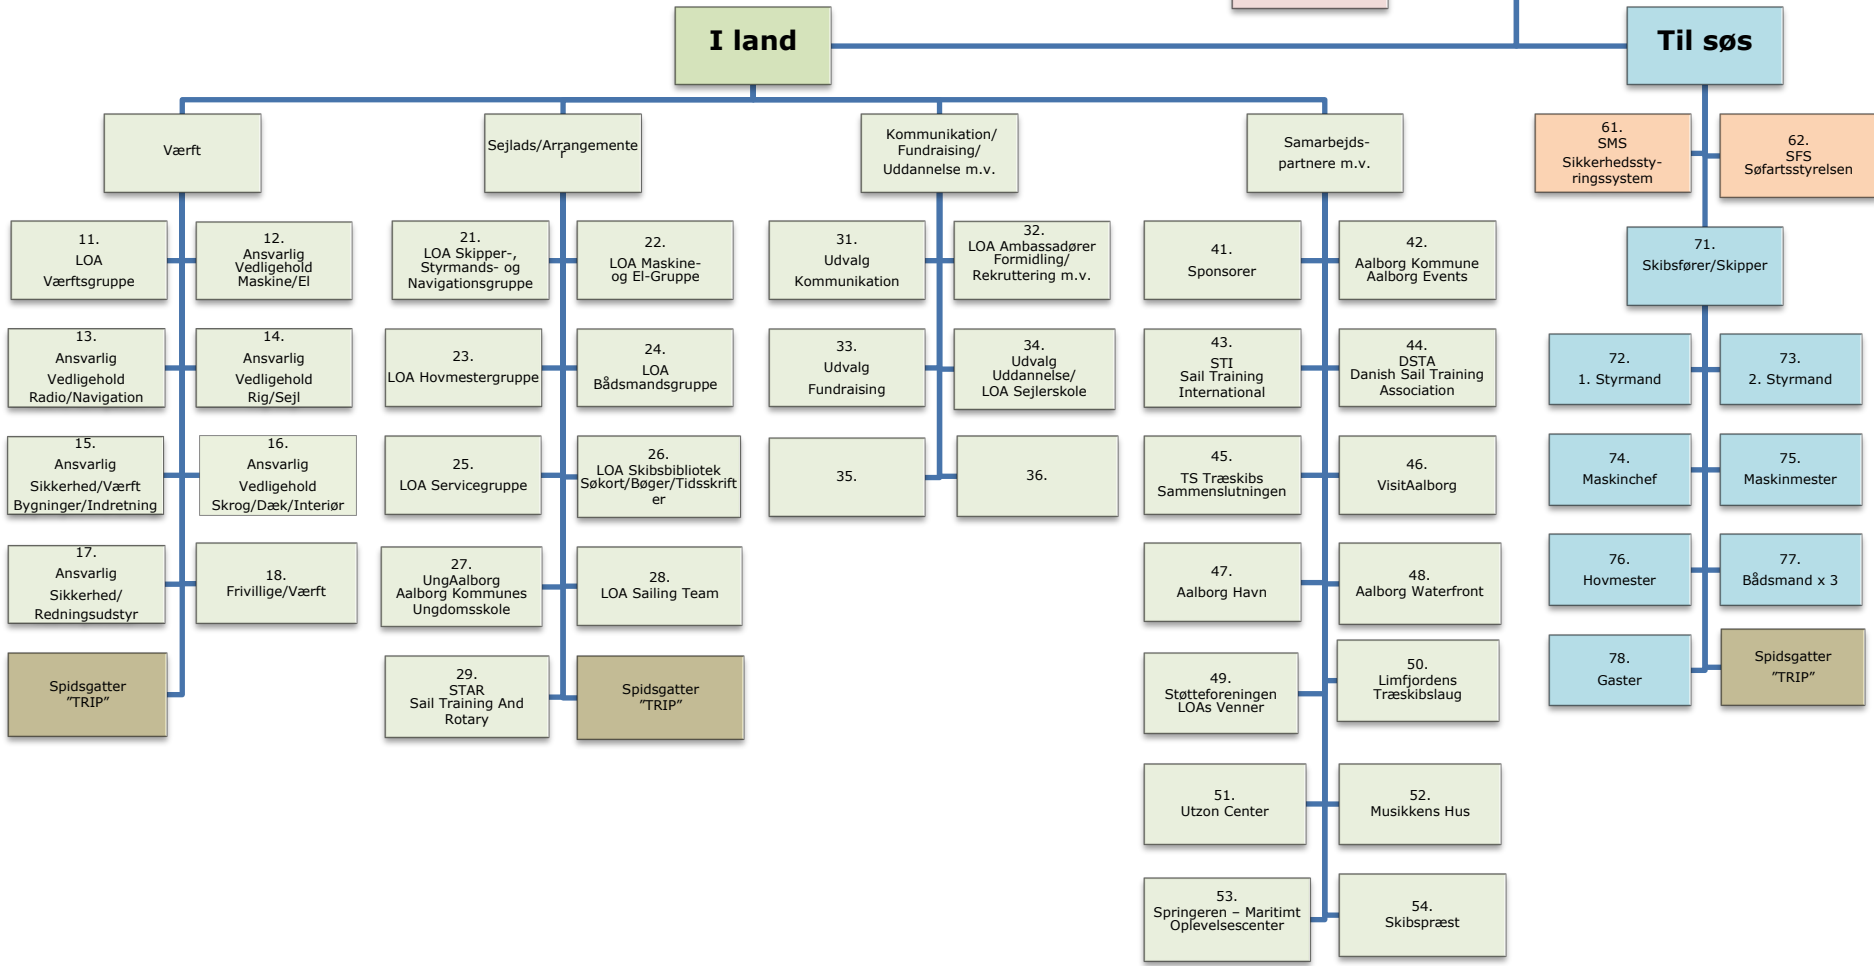 I land
Til søs
Værft
Sejlads/Arrangemente
r
Kommunikation/
Fundraising/
Uddannelse m.v.
Samarbejds-
partnere m.v.
61.
SMS
Sikkerhedssty-
ringssystem
62.
SFS
Søfartsstyrelsen
11.
LOA
Værftsgruppe
12.
Ansvarlig
Vedligehold
Maskine/El
13.
Ansvarlig
Vedligehold
Radio/Navigation
14.
Ansvarlig
Vedligehold
Rig/Sejl
15.
Ansvarlig
Sikkerhed/Værft
Bygninger/Indretning
16.
Ansvarlig
Vedligehold
Skrog/Dæk/Interiør
17.
Ansvarlig
Sikkerhed/
Redningsudstyr
18.
Frivillige/Værft
Spidsgatter
”TRIP”
21.
LOA Skipper-,
Styrmands- og
Navigationsgruppe
22.
LOA Maskine-
og El-Gruppe
23.
LOA Hovmestergruppe
24.
LOA
Bådsmandsgruppe
25.
LOA Servicegruppe
26.
LOA Skibsbibliotek
Søkort/Bøger/Tidsskrift
er
27.
UngAalborg
Aalborg Kommunes
Ungdomsskole
28.
LOA Sailing Team
29.
STAR
Sail Training And
Rotary
Spidsgatter
”TRIP”
31.
Udvalg
Kommunikation
32.
LOA Ambassadører
Formidling/
Rekruttering m.v.
33.
Udvalg
Fundraising
34.
Udvalg
Uddannelse/
LOA Sejlerskole
35.
36.
41.
Sponsorer
42.
Aalborg Kommune
Aalborg Events
43.
STI
Sail Training
International
44.
DSTA
Danish Sail Training
Association
45.
TS Træskibs
Sammenslutningen
46.
VisitAalborg
47.
Aalborg Havn
48.
Aalborg Waterfront
49.
Støtteforeningen
LOAs Venner
50.
Limfjordens
Træskibslaug
51.
Utzon Center
52.
Musikkens Hus
53.
Springeren – Maritimt
Oplevelsescenter
54.
Skibspræst
71.
Skibsfører/Skipper
72.
1. Styrmand
73.
2. Styrmand
74.
Maskinchef
75.
Maskinmester
76.
Hovmester
77.
Bådsmand x 3
78.
Gaster
Spidsgatter
”TRIP”